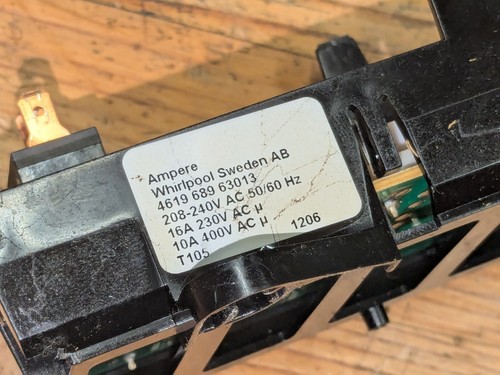 Ampere
Whirlpool Sweden AB
4619 689 63013
208-240V AC 50/60 Hz
16A 230V AC µ
10A 400V AC µ 1206
T105